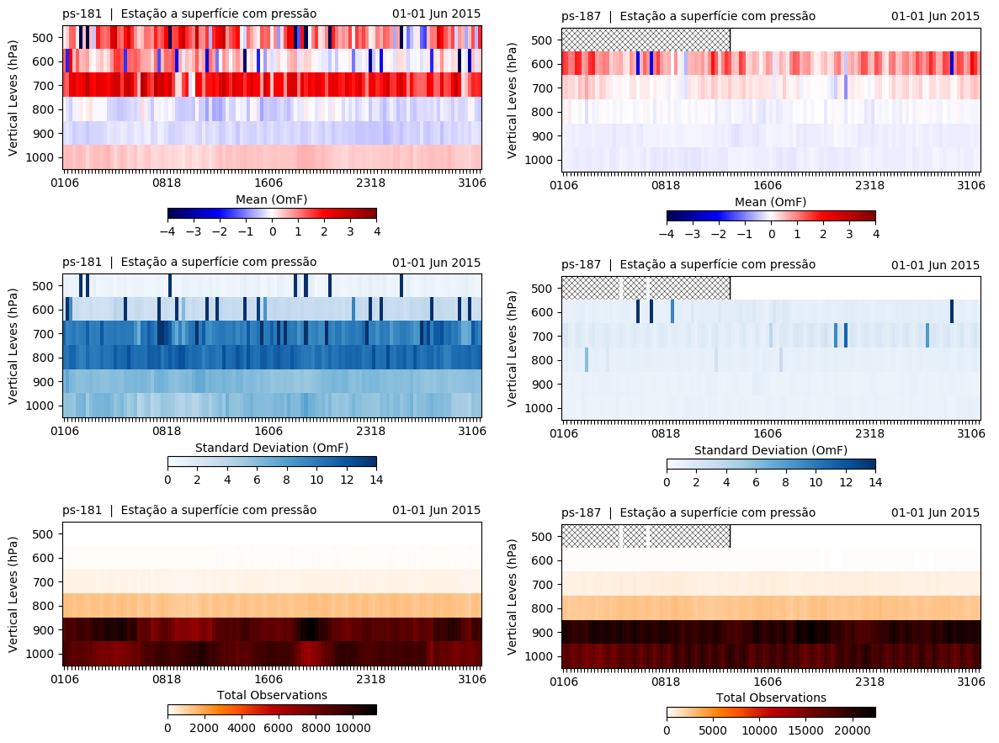 ps-181 | Estação a superfície com pressão 01-01 Jun 2015
Vertical Leves (hPa)
500
600
700
800
900
1000
0106 0818 1606 2318 3106
Mean (OmF)
−4 −3 −2 −1 0 1 2 3 4
ps-187 | Estação a superfície com pressão 01-01 Jun 2015
Vertical Leves (hPa)
500
600
700
800
900
1000
0106 0818 1606 2318 3106
Mean (OmF)
−4 −3 −2 −1 0 1 2 3 4
ps-181 | Estação a superfície com pressão 01-01 Jun 2015
Vertical Leves (hPa)
500
600
700
800
900
1000
0106 0818 1606 2318 3106
Standard Deviation (OmF)
0 2 4 6 8 10 12 14
ps-187 | Estação a superfície com pressão 01-01 Jun 2015
Vertical Leves (hPa)
500
600
700
800
900
1000
0106 0818 1606 2318 3106
Standard Deviation (OmF)
0 2 4 6 8 10 12 14
ps-181 | Estação a superfície com pressão 01-01 Jun 2015
Vertical Leves (hPa)
500
600
700
800
900
1000
0106 0818 1606 2318 3106
Total Observations
0 2000 4000 6000 8000 10000
ps-187 | Estação a superfície com pressão 01-01 Jun 2015
Vertical Leves (hPa)
500
600
700
800
900
1000
0106 0818 1606 2318 3106
Total Observations
0 5000 10000 15000 20000